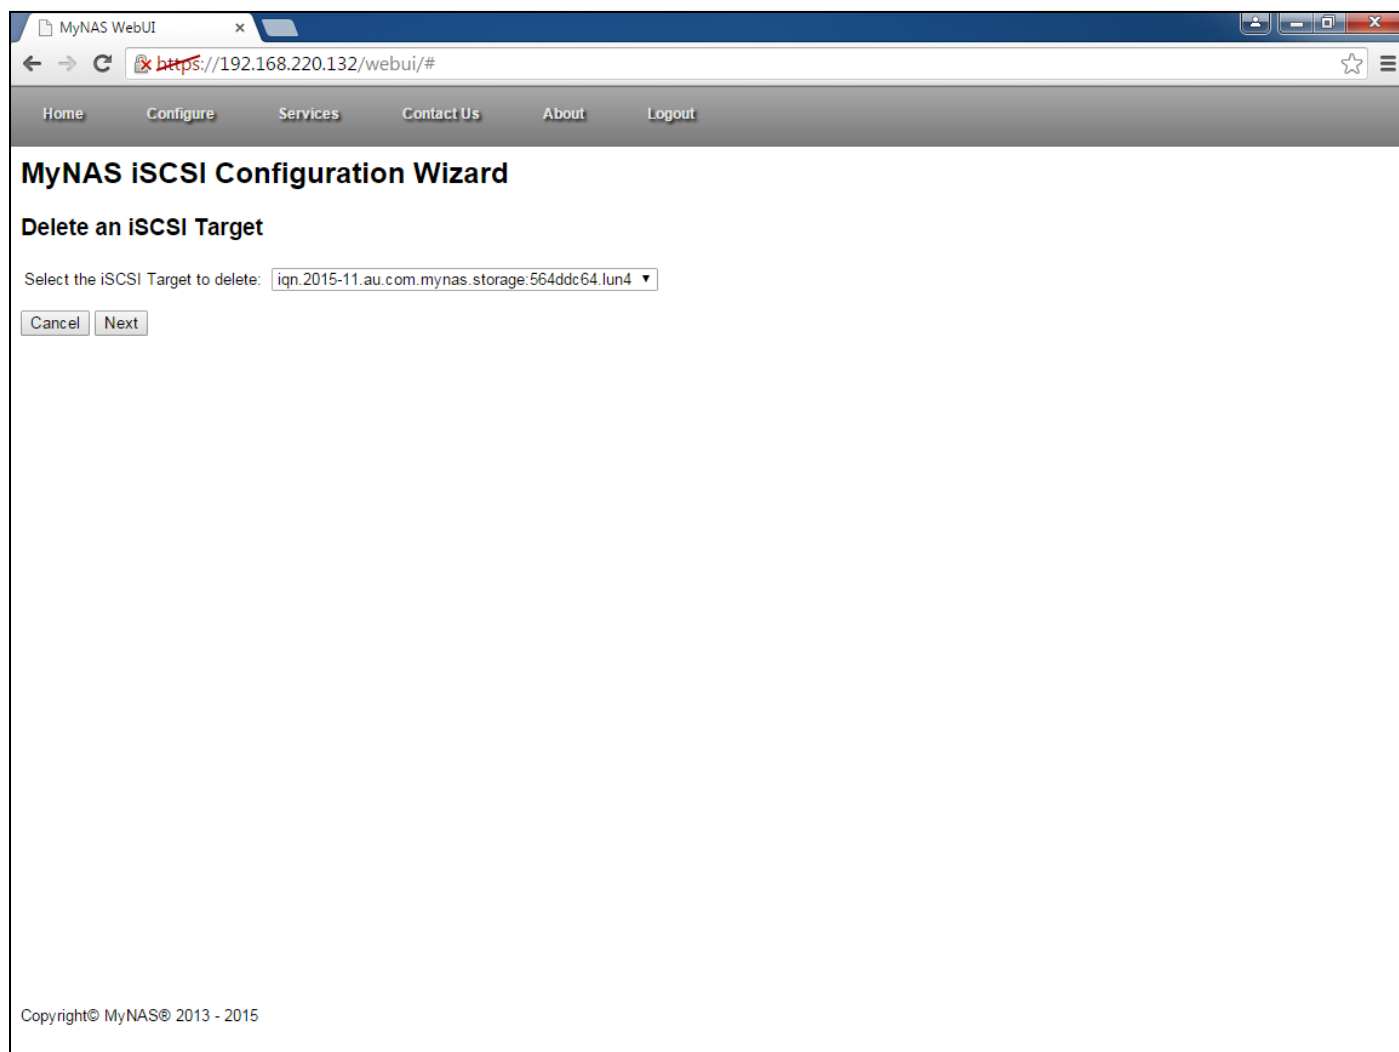 MyNAS WebUI
https://192.168.220.132/webui/#
Home Configure Services Contact Us About Logout
MyNAS iSCSI Configuration Wizard
Delete an iSCSI Target
Select the iSCSI Target to delete: iqn.2015-11.au.com.mynas.storage:564ddc64.lun4
Cancel Next
Copyright© MyNAS® 2013 - 2015